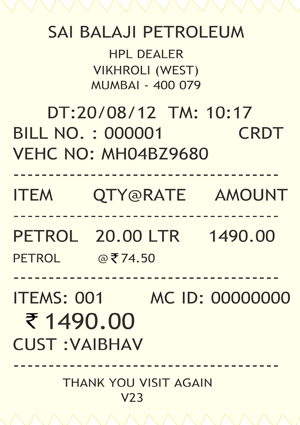 SAI BALAJI PETROLEUM
HPL DEALER
VIKHROLI (WEST)
MUMBAI - 400 079
DT:20/08/12 TM: 10:17
BILL NO. : 000001 CRDT
VEHC NO: MH04BZ9680
--------------------------------
ITEM QTY@RATE AMOUNT
--------------------------------
PETROL 20.00 LTR 1490.00
PETROL @ ₹ 74.50
--------------------------------
ITEMS: 001 MC ID: 00000000
₹ 1490.00
CUST :VAIBHAV
--------------------------------
THANK YOU VISIT AGAIN
V23